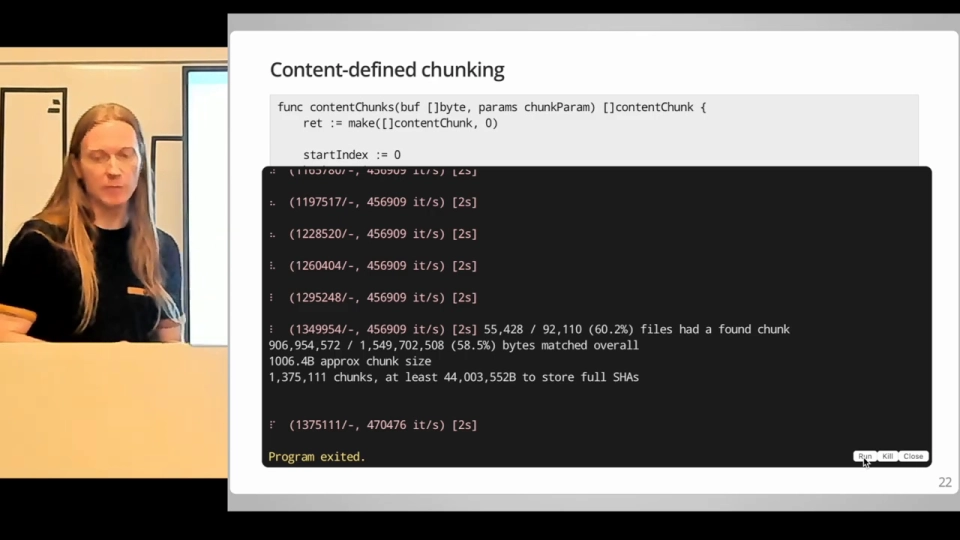 Content-defined chunking
func contentChunks(buf []byte, params chunkParam) []contentChunk {
ret := make([]contentChunk, 0)
startIndex := 0
(1163780/-, 456909 it/s) [2s]
(1197517/-, 456909 it/s) [2s]
(1228520/-, 456909 it/s) [2s]
(1260404/-, 456909 it/s) [2s]
(1295248/-, 456909 it/s) [2s]
(1349954/-, 456909 it/s) [2s] 55,428 / 92,110 (60.2%) files had a found chunk
906,954,572 / 1,549,702,508 (58.5%) bytes matched overall
1006.4B approx chunk size
1,375,111 chunks, at least 44,003,552B to store full SHAs
(1375111/-, 470476 it/s) [2s]
Program exited.
Run Kill Close
22